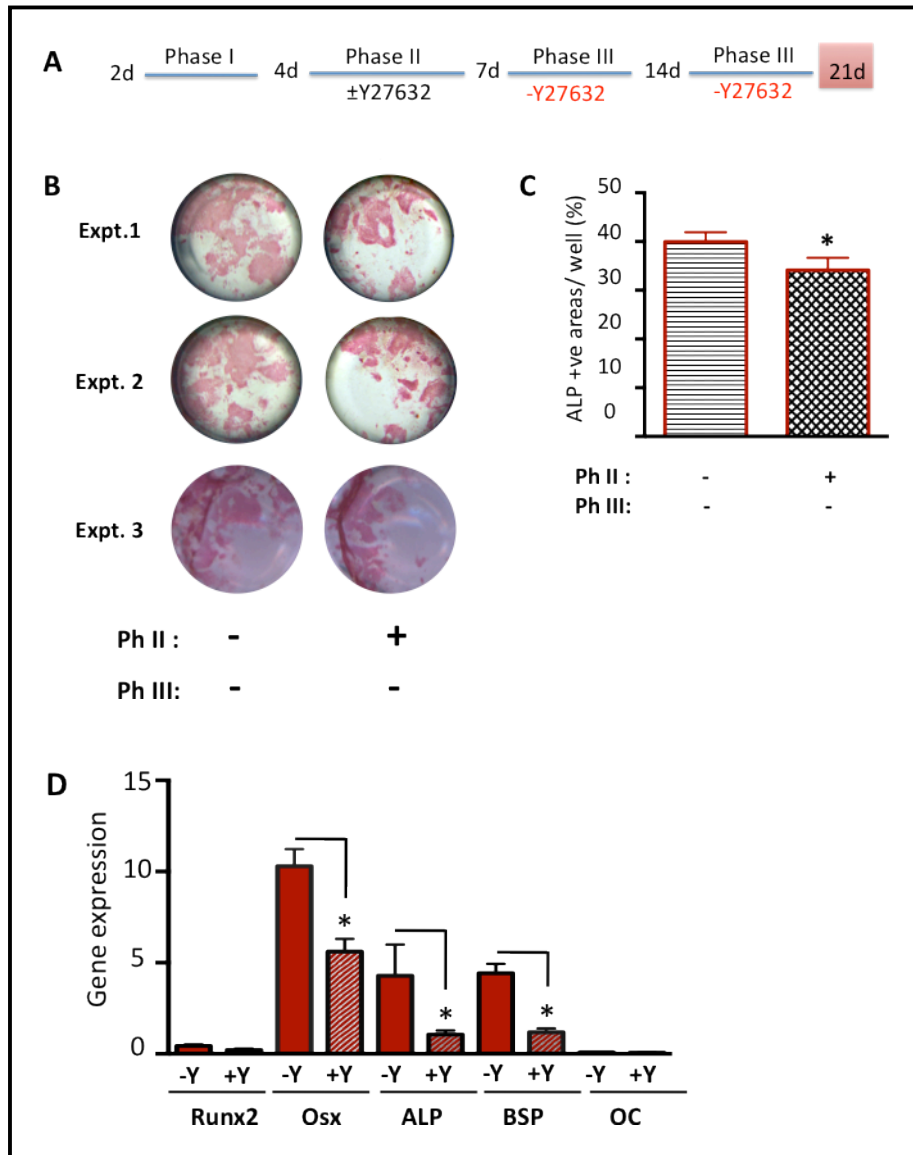 A
2d Phase I 4d Phase II 7d Phase III 14d Phase III 21d
±Y27632 -Y27632 -Y27632
B
Expt.1
Expt. 2
Expt. 3
Ph II : - +
Ph III: - -
C
ALP +ve areas/ well (%)
50
40
30
20
10
0
*
Ph II : - +
Ph III: - -
D
Gene expression
15
10
5
0
* * *
-Y +Y -Y +Y -Y +Y -Y +Y -Y +Y
Runx2 Osx ALP BSP OC